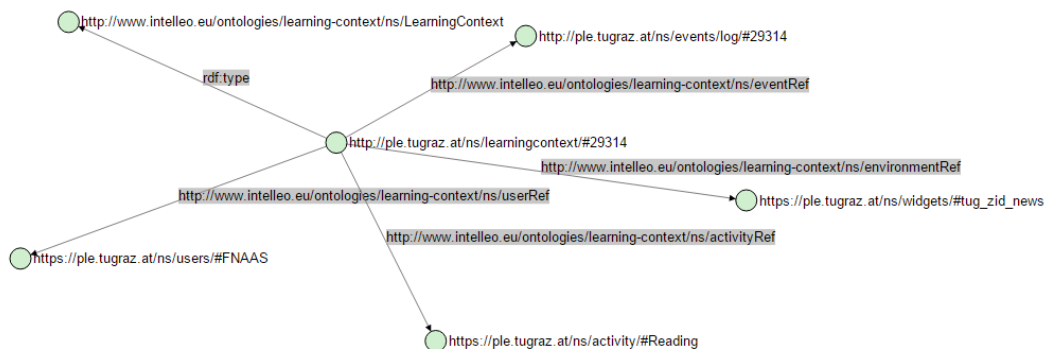 http://www.intelleo.eu/ontologies/learning-context/ns/LearningContext
http://ple.tugraz.at/ns/events/log/#29314
rdf:type
http://www.intelleo.eu/ontologies/learning-context/ns/eventRef
http://ple.tugraz.at/ns/learningcontext/#29314
http://www.intelleo.eu/ontologies/learning-context/ns/environmentRef
http://www.intelleo.eu/ontologies/learning-context/ns/userRef
https://ple.tugraz.at/ns/widgets/#tug_zid_news
http://www.intelleo.eu/ontologies/learning-context/ns/activityRef
https://ple.tugraz.at/ns/users/#FNAAS
https://ple.tugraz.at/ns/activity/#Reading